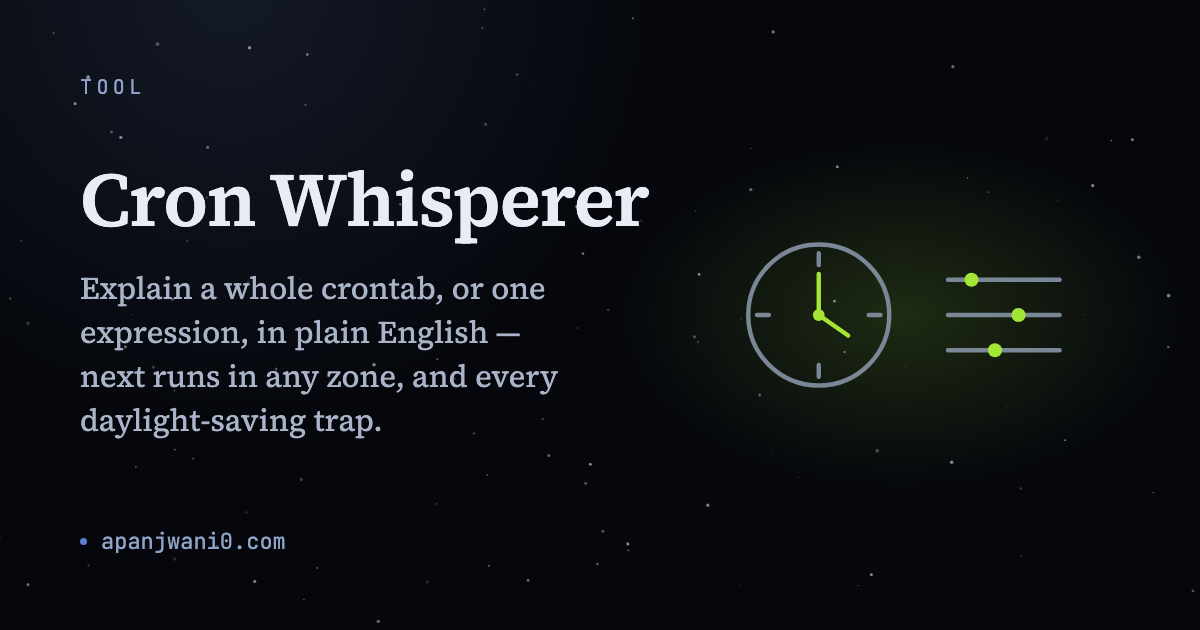 TOOL
Cron Whisperer
Explain a whole crontab, or one
expression, in plain English —
next runs in any zone, and every
daylight-saving trap.
apanjwani0.com